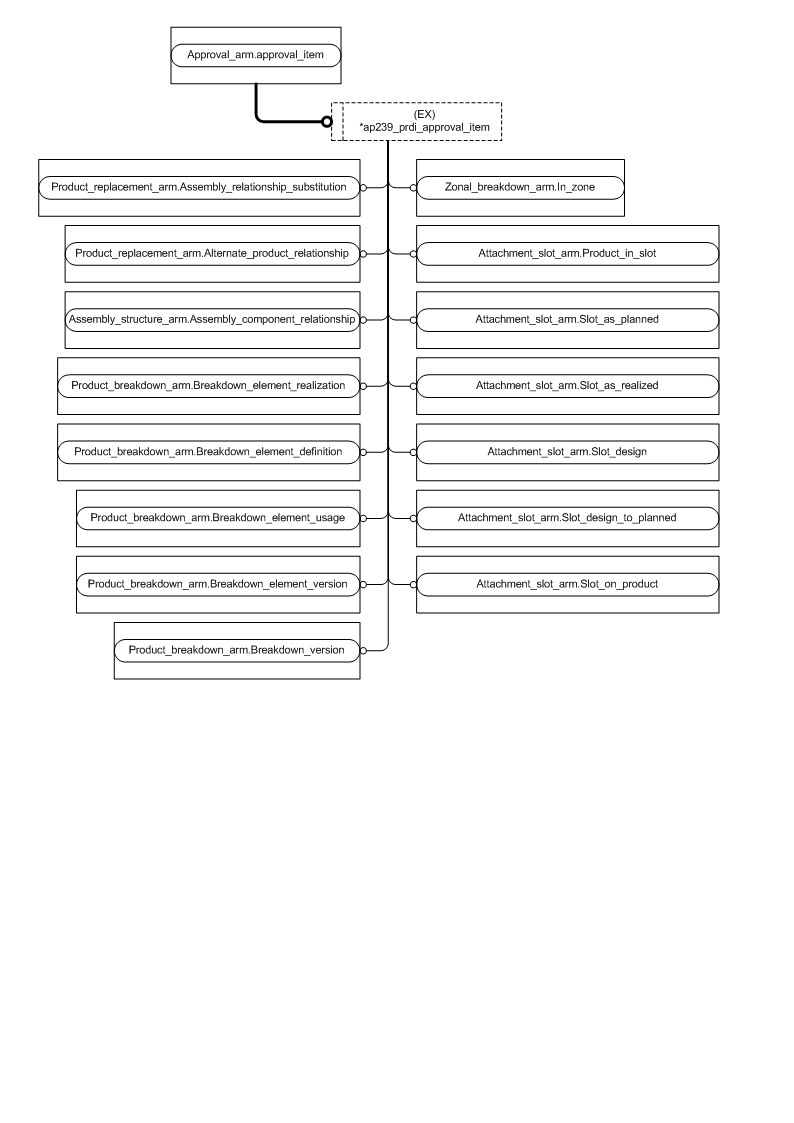 Approval_arm.approval_item
(EX)
*ap239_prdi_approval_item
Product_replacement_arm.Assembly_relationship_substitution
Zonal_breakdown_arm.In_zone
Product_replacement_arm.Alternate_product_relationship
Attachment_slot_arm.Product_in_slot
Assembly_structure_arm.Assembly_component_relationship
Attachment_slot_arm.Slot_as_planned
Product_breakdown_arm.Breakdown_element_realization
Attachment_slot_arm.Slot_as_realized
Product_breakdown_arm.Breakdown_element_definition
Attachment_slot_arm.Slot_design
Product_breakdown_arm.Breakdown_element_usage
Attachment_slot_arm.Slot_design_to_planned
Product_breakdown_arm.Breakdown_element_version
Attachment_slot_arm.Slot_on_product
Product_breakdown_arm.Breakdown_version